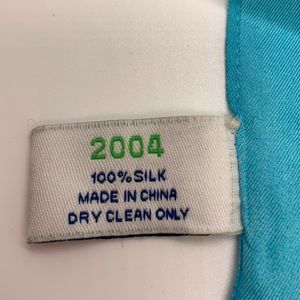 2004
100% SILK
MADE IN CHINA
DRY CLEAN ONLY